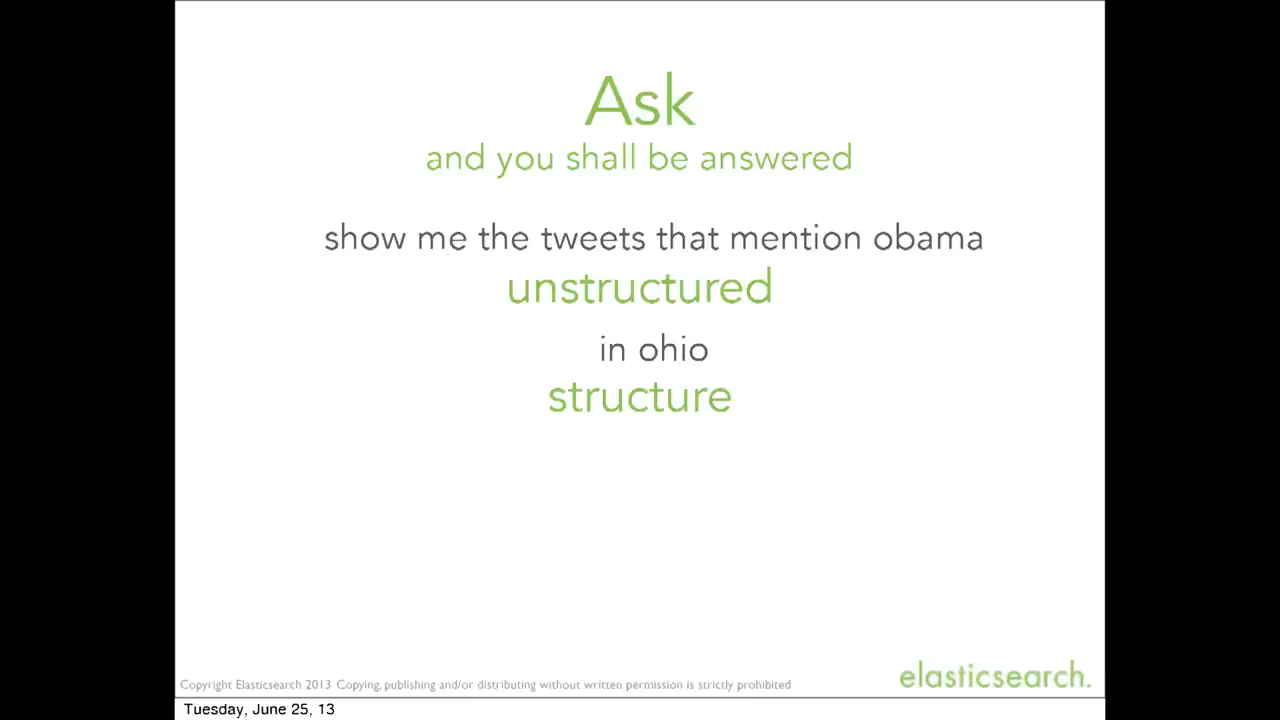 Ask
and you shall be answered
show me the tweets that mention obama
unstructured
in ohio
structure
elasticsearch.
Copyright Elasticsearch 2013 Copying, publishing and/or distributing without written permission is strictly prohibited
Tuesday, June 25, 13